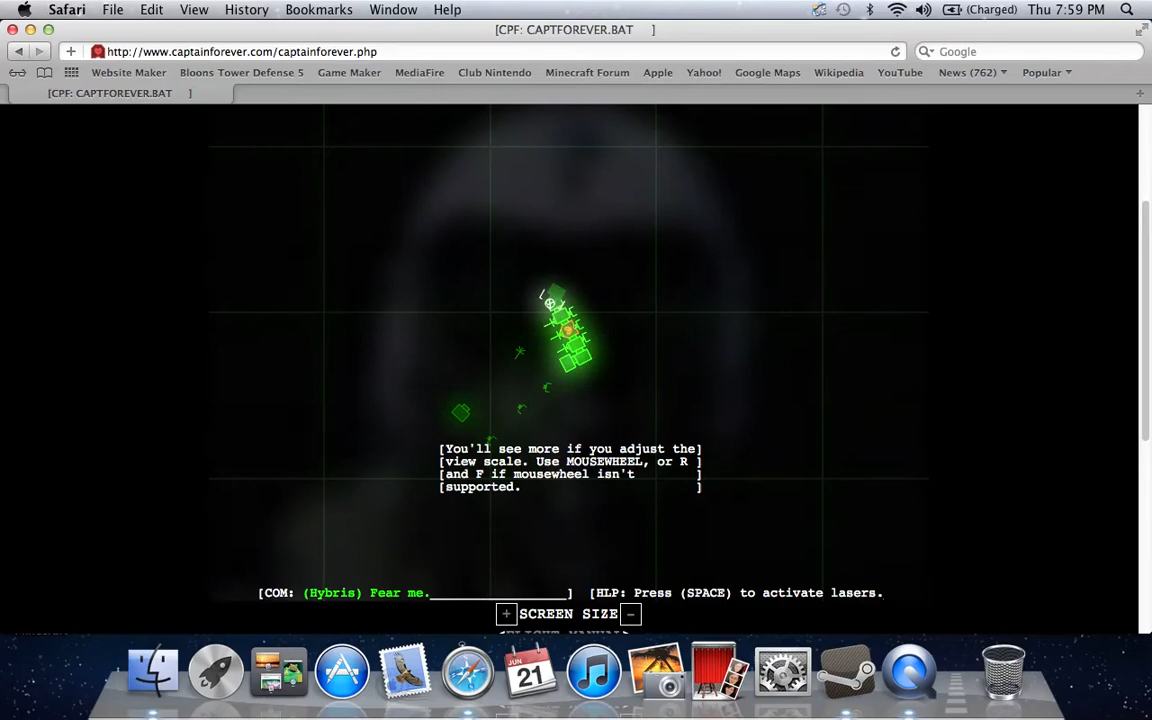 Safari File Edit View History Bookmarks Window Help (Charged) Thu 7:59 PM
[CPF: CAPTFOREVER.BAT ]
http://www.captainforever.com/captainforever.php Google
Website Maker Bloons Tower Defense 5 Game Maker MediaFire Club Nintendo Minecraft Forum Apple Yahoo! Google Maps Wikipedia YouTube News (762) Popular
[CPF: CAPTFOREVER.BAT ]
[You'll see more if you adjust the]
[view scale. Use MOUSEWHEEL, or R ]
[and F if mousewheel isn't ]
[supported. ]
[COM: (Hybris) Fear me.____________________] [HLP: Press (SPACE) to activate lasers.
+ SCREEN SIZE -
JUN
21